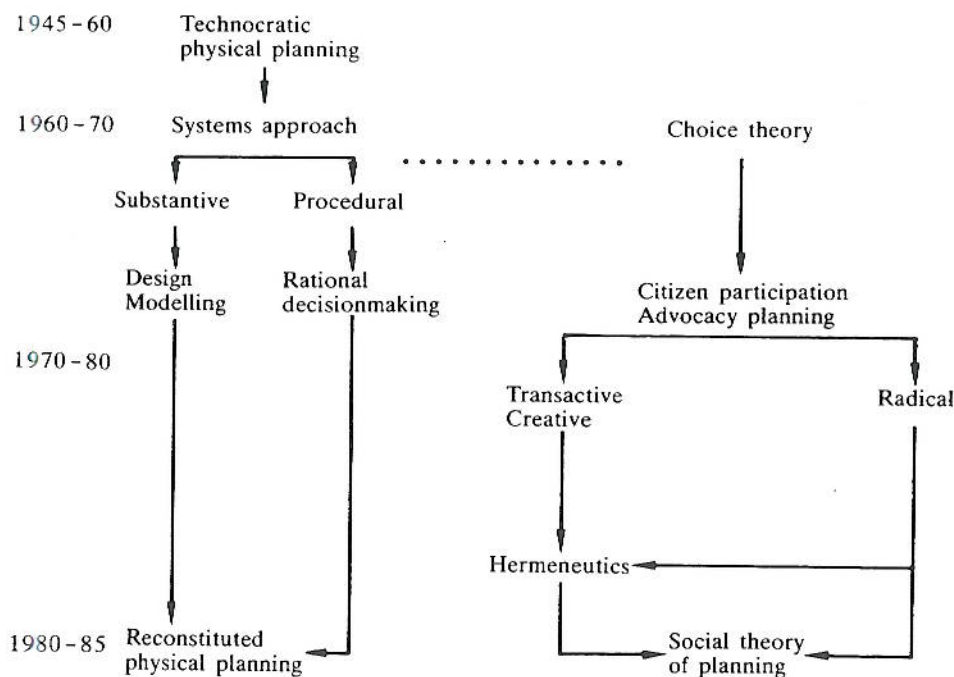 1945-60
Technocratic
physical planning
1960-70
Systems approach
Choice theory
Substantive
Procedural
Design
Modelling
Rational
decisionmaking
Citizen participation
Advocacy planning
1970-80
Transactive
Creative
Radical
Hermeneutics
1980-85
Reconstituted
physical planning
Social theory
of planning